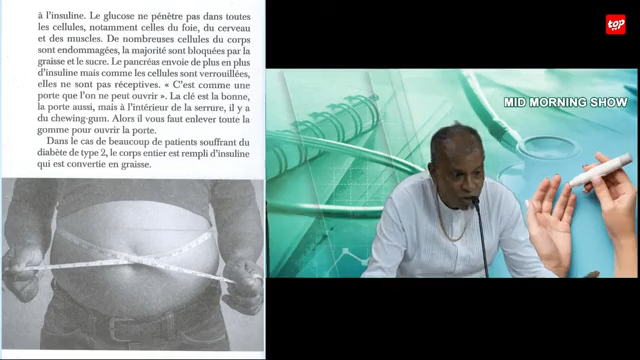 à l'insuline. Le glucose ne pénètre pas dans toutes
les cellules, notamment celles du foie, du cerveau
et des muscles. De nombreuses cellules du corps
sont endommagées, la majorité sont bloquées par la
graisse et le sucre. Le pancréas envoie de plus en plus
d'insuline mais comme les cellules sont verrouillées,
elles ne sont pas réceptives. « C'est comme une
porte que l'on ne peut ouvrir ». La clé est la bonne,
la porte aussi, mais à l'intérieur de la serrure, il y a
du chewing-gum. Alors il vous faut enlever toute la
gomme pour ouvrir la porte.
Dans le cas de beaucoup de patients souffrant du
diabète de type 2, le corps entier est rempli d'insuline
qui est convertie en graisse.
top
MID MORNING SHOW